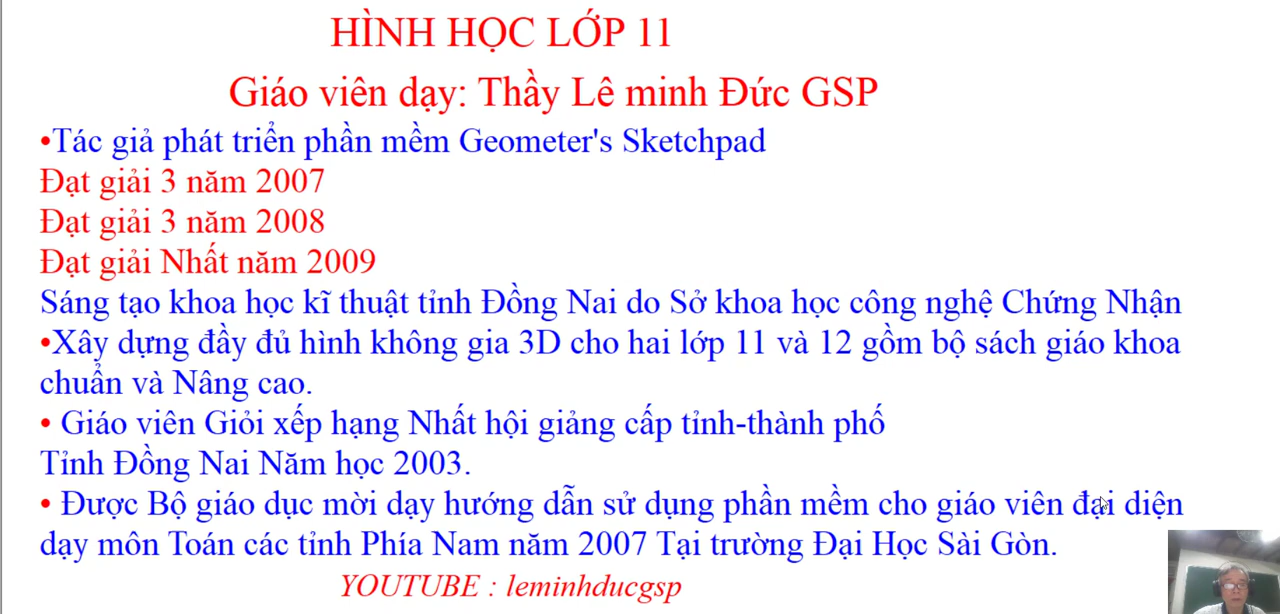 HÌNH HỌC LỚP 11
Giáo viên dạy: Thầy Lê minh Đức GSP
•Tác giả phát triển phần mềm Geometer's Sketchpad
Đạt giải 3 năm 2007
Đạt giải 3 năm 2008
Đạt giải Nhất năm 2009
Sáng tạo khoa học kĩ thuật tỉnh Đồng Nai do Sở khoa học công nghệ Chứng Nhận
•Xây dựng đầy đủ hình không gia 3D cho hai lớp 11 và 12 gồm bộ sách giáo khoa
chuẩn và Nâng cao.
• Giáo viên Giỏi xếp hạng Nhất hội giảng cấp tỉnh-thành phố
Tỉnh Đồng Nai Năm học 2003.
• Được Bộ giáo dục mời dạy hướng dẫn sử dụng phần mềm cho giáo viên đại diện
dạy môn Toán các tỉnh Phía Nam năm 2007 Tại trường Đại Học Sài Gòn.
YOUTUBE : leminhducgsp